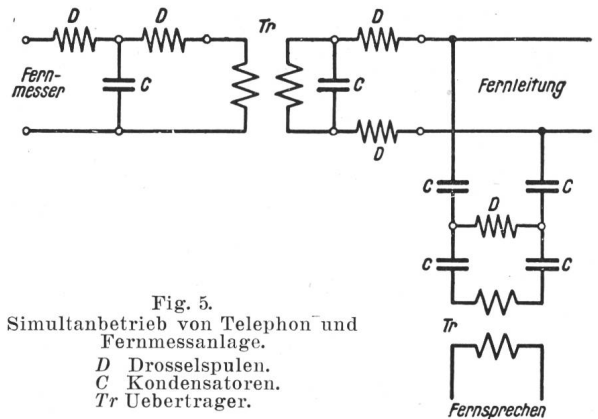 D
D
Tr
D
Fern-
messer
C
C
Fernleitung
D
C
C
D
C
C
Tr
Fernsprechen
Fig. 5.
Simultanbetrieb von Telephon und
Fernmessanlage.
D Drosselspulen.
C Kondensatoren.
Tr Uebertrager.